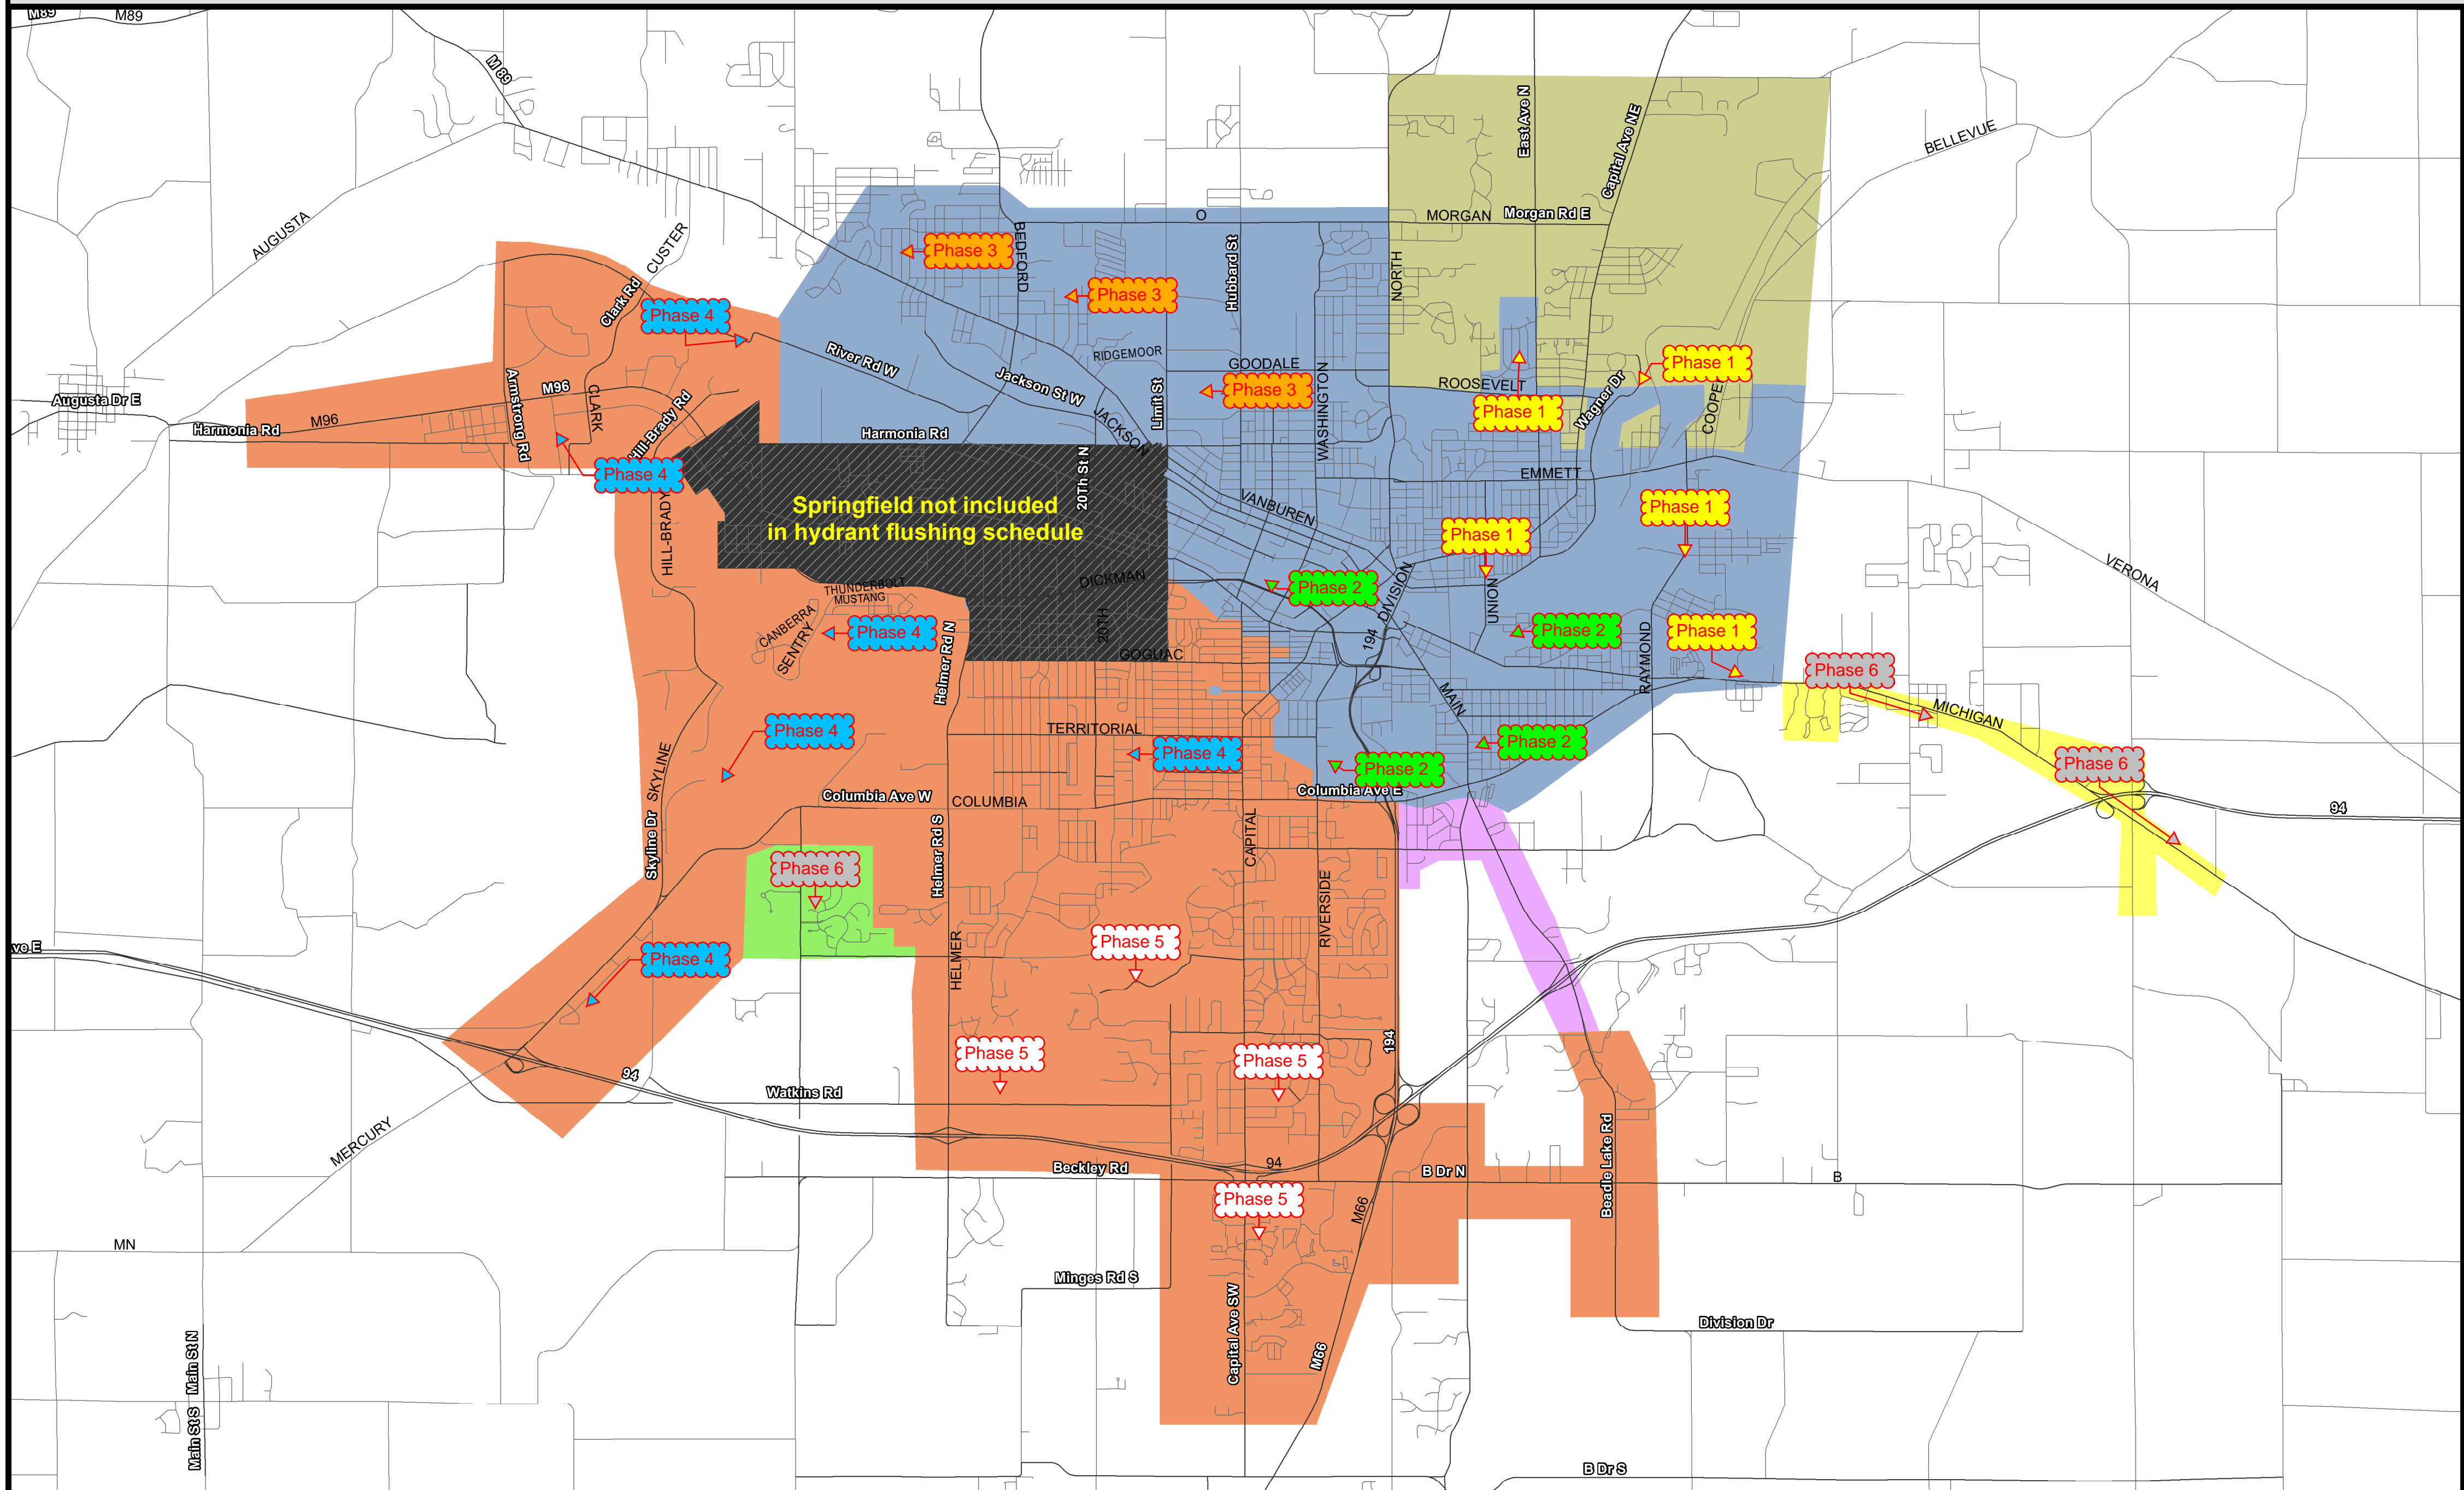 M89
M89
M 89
AUGUSTA
CUSTER
Clark Rd
BEDFORD
O
Hubbard St
NORTH
MORGAN
Morgan Rd E
East Ave N
Capital Ave NE
BELLEVUE
Phase 3
Phase 3
Phase 4
River Rd W
RIDGEMOOR
GOODALE
Jackson St W
Phase 3
Limit St
WASHINGTON
ROOSEVELT
Phase 1
Phase 1
Wagner Dr
Augusta Dr E
Harmonia Rd
M96
Armstrong Rd
M96
CLARK
Hill-Brady Rd
Harmonia Rd
JACKSON
Phase 4
HILL-BRADY
20Th St N
Springfield not included
in hydrant flushing schedule
VANBUREN
EMMETT
Phase 1
Phase 1
DICKMAN
THUNDERBOLT
MUSTANG
CANBERRA
SENTRY
Phase 4
Helmer Rd N
20TH
GOGUAC
Phase 2
DIVISION
194
UNION
Phase 2
RAYMOND
Phase 1
VERONA
Phase 6
MICHIGAN
MAIN
SKYLINE
Phase 4
TERRITORIAL
Phase 4
Phase 2
Phase 2
Phase 6
Columbia Ave W
COLUMBIA
Columbia Ave E
94
Skyline Dr
Helmer Rd S
CAPITAL
Phase 6
RIVERSIDE
ve E
Phase 4
HELMER
Phase 5
Phase 5
Phase 5
194
94
Watkins Rd
MERCURY
Beckley Rd
94
B Dr N
B
Beadle Lake Rd
Phase 5
M66
MN
Minges Rd S
Capital Ave SW
M66
Division Dr
Main St N
Main St S
B Dr S